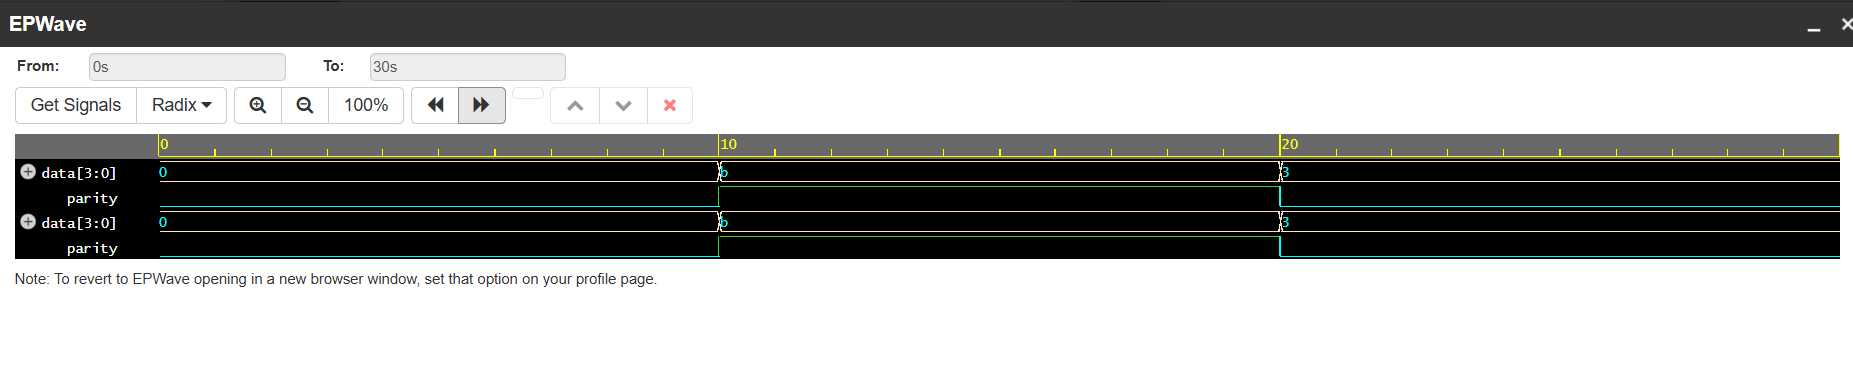 EPWave
From: 0s To: 30s
Get Signals Radix 100%
0 10 20
data[3:0] 0 b 3
parity
data[3:0] 0 b 3
parity
Note: To revert to EPWave opening in a new browser window, set that option on your profile page.